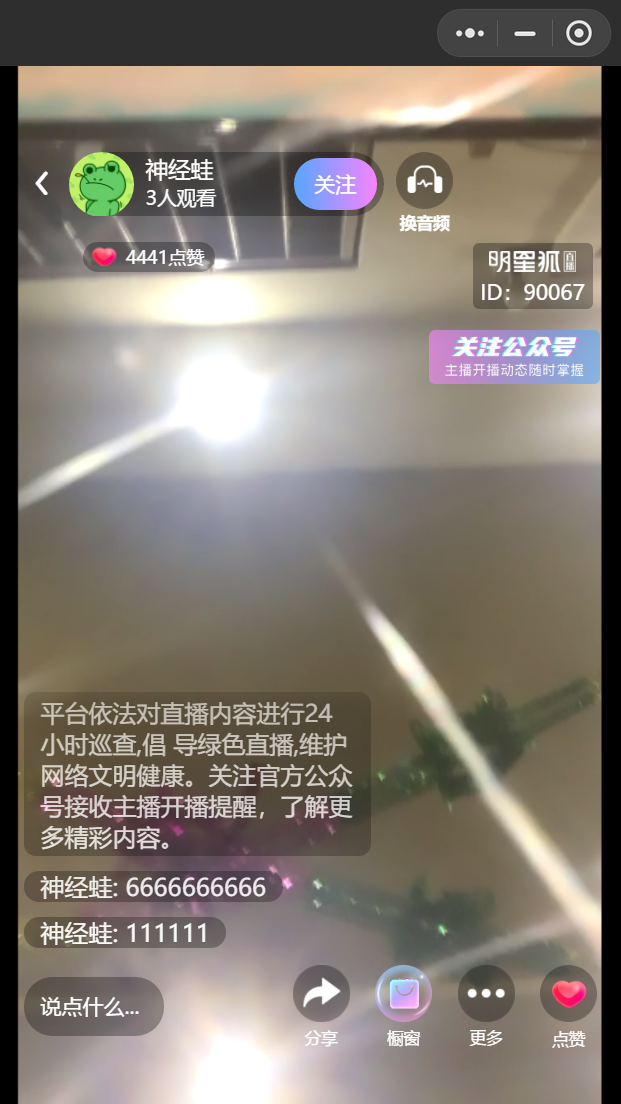 神经蛙
3人观看
关注
换音频
4441点赞
明星狐直播
ID：90067
关注公众号
主播开播动态随时掌握
平台依法对直播内容进行24
小时巡查,倡 导绿色直播,维护
网络文明健康。关注官方公众
号接收主播开播提醒，了解更
多精彩内容。
神经蛙: 6666666666
神经蛙: 111111
说点什么...
分享
橱窗
更多
点赞